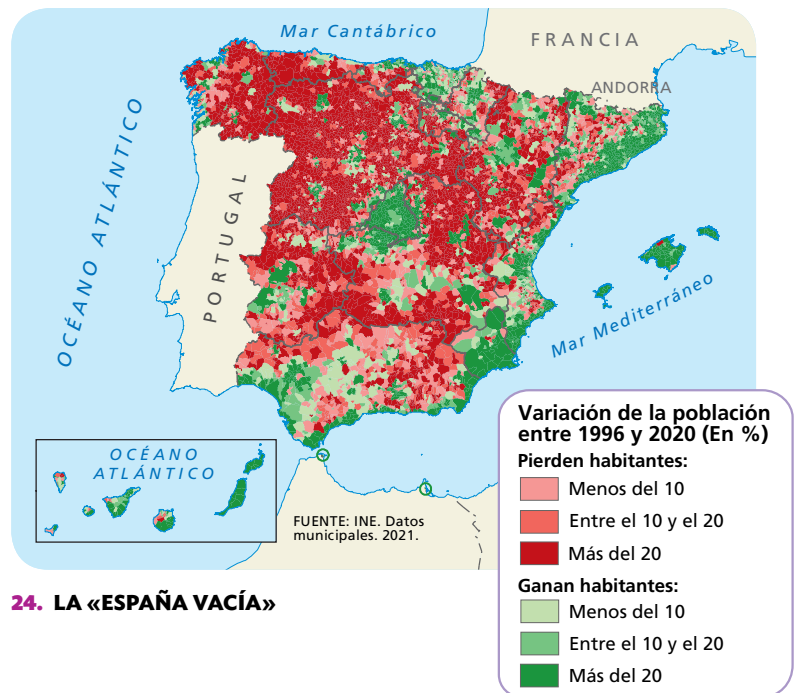 Mar Cantábrico
FRANCIA
ANDORRA
OCÉANO ATLÁNTICO
PORTUGAL
Mar Mediterráneo
OCÉANO
ATLÁNTICO
FUENTE: INE. Datos
municipales. 2021.
Variación de la población
entre 1996 y 2020 (En %)
Pierden habitantes:
Menos del 10
Entre el 10 y el 20
Más del 20
Ganan habitantes:
Menos del 10
Entre el 10 y el 20
Más del 20
24. LA «ESPAÑA VACÍA»